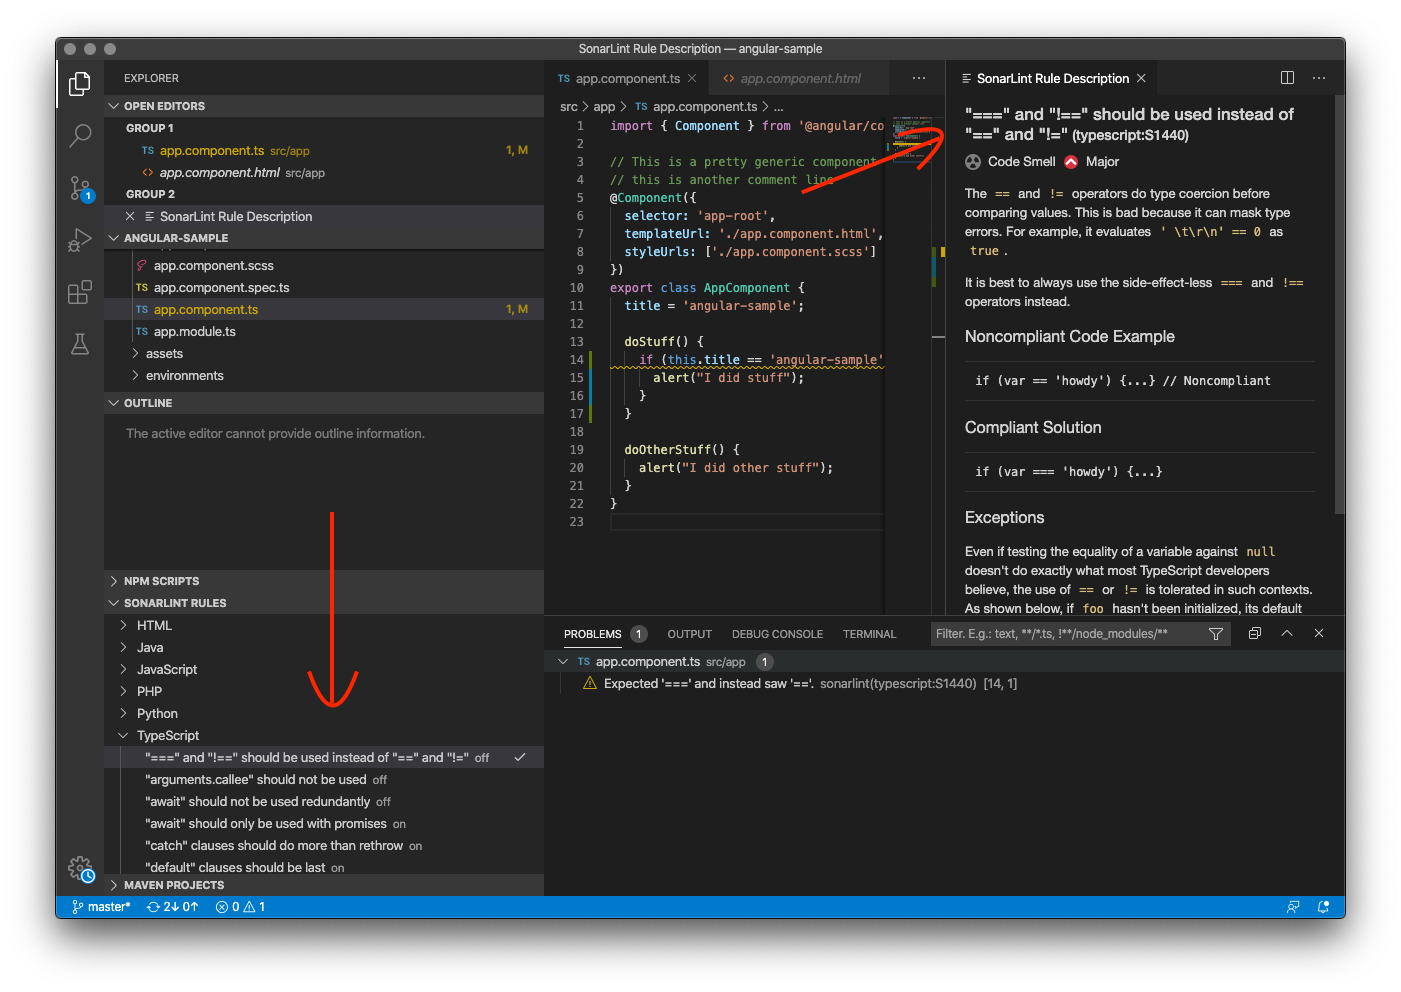 SonarLint Rule Description — angular-sample
EXPLORER
OPEN EDITORS
GROUP 1
TS app.component.ts src/app 1, M
<> app.component.html src/app
GROUP 2
SonarLint Rule Description
ANGULAR-SAMPLE
app.component.scss
TS app.component.spec.ts
TS app.component.ts 1, M
TS app.module.ts
assets
environments
OUTLINE
The active editor cannot provide outline information.
NPM SCRIPTS
SONARLINT RULES
HTML
Java
JavaScript
PHP
Python
TypeScript
"===" and "!==" should be used instead of "==" and "!=" off
"arguments.callee" should not be used off
"await" should not be used redundantly off
"await" should only be used with promises on
"catch" clauses should do more than rethrow on
"default" clauses should be last on
MAVEN PROJECTS
1
TS app.component.ts
<> app.component.html
src > app > TS app.component.ts > ...
1 import { Component } from '@angular/co
2
3 // This is a pretty generic component
4 // this is another comment line
5 @Component({
6 selector: 'app-root',
7 templateUrl: './app.component.html',
8 styleUrls: ['./app.component.scss']
9 })
10 export class AppComponent {
11 title = 'angular-sample';
12
13 doStuff() {
14 if (this.title == 'angular-sample'
15 alert("I did stuff");
16 }
17 }
18
19 doOtherStuff() {
20 alert("I did other stuff");
21 }
22 }
23
SonarLint Rule Description
"===" and "!==" should be used instead of
"==" and "!=" (typescript:S1440)
Code Smell Major
The == and != operators do type coercion before
comparing values. This is bad because it can mask type
errors. For example, it evaluates ' \t\r\n' == 0 as
true .
It is best to always use the side-effect-less === and !==
operators instead.
Noncompliant Code Example
if (var == 'howdy') {...} // Noncompliant
Compliant Solution
if (var === 'howdy') {...}
Exceptions
Even if testing the equality of a variable against null
doesn't do exactly what most TypeScript developers
believe, the use of == or != is tolerated in such contexts.
As shown below, if foo hasn't been initialized, its default
PROBLEMS 1 OUTPUT DEBUG CONSOLE TERMINAL
Filter. E.g.: text, **/*.ts, !**/node_modules/**
TS app.component.ts src/app 1
Expected '===' and instead saw '=='. sonarlint(typescript:S1440) [14, 1]
master* 2↓ 0↑ 0 1